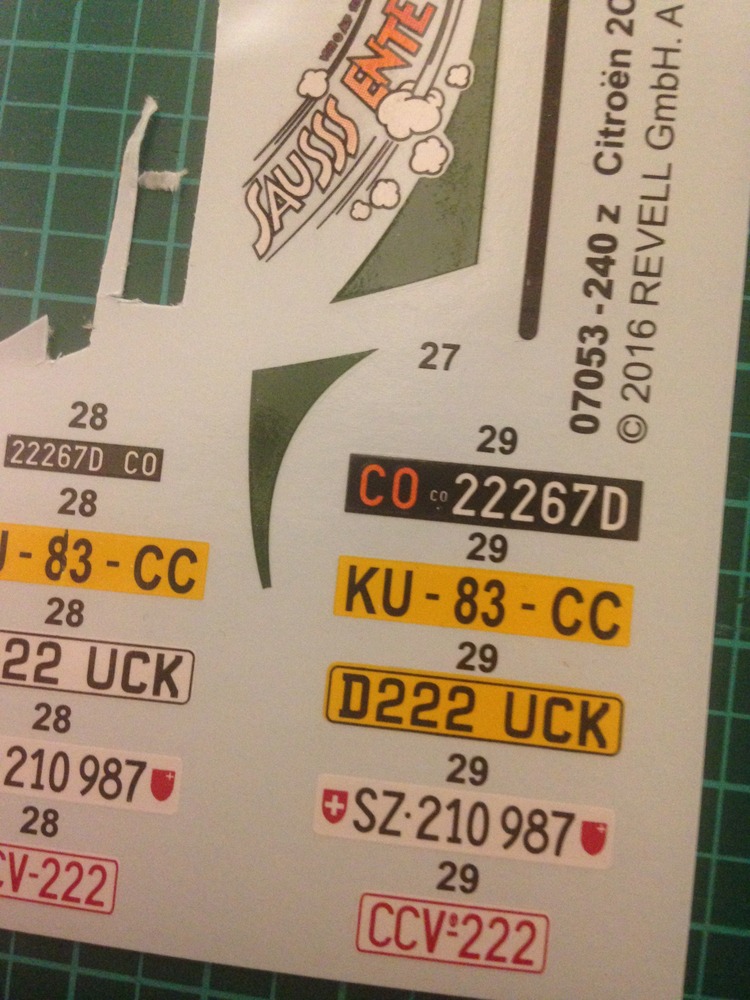 SAUSSS
ENTE
07053-240 z Citroën 2C
© 2016 REVELL GmbH. A
27
28
22267D CO
28
- 83 - CC
28
22 UCK
28
210 987
28
CV-222
29
CO CO 22267D
29
KU - 83 - CC
29
D222 UCK
29
SZ·210 987
29
CCV-222